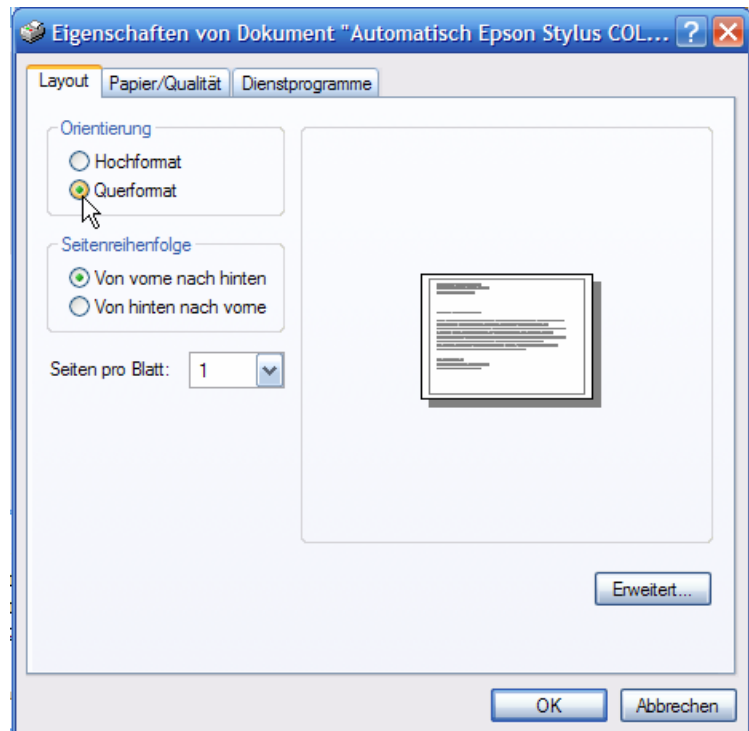 Eigenschaften von Dokument "Automatisch Epson Stylus COL... ?
Layout Papier/Qualität Dienstprogramme
Orientierung
Hochformat
Querformat
Seitenreihenfolge
Von vorne nach hinten
Von hinten nach vorne
Seiten pro Blatt: 1
Erweitert...
OK Abbrechen